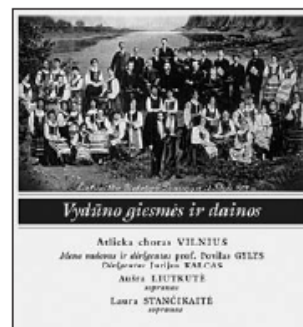 Vydūno giesmės ir dainos
Atlieka choras VILNIUS
Meno vadovas ir dirigentas prof. Povilas GYLYS
Dirigentas Jurijus KALCAS
Aušra LIUTKUTĖ
sopranas
Laura STANČIKAITĖ
sopranas